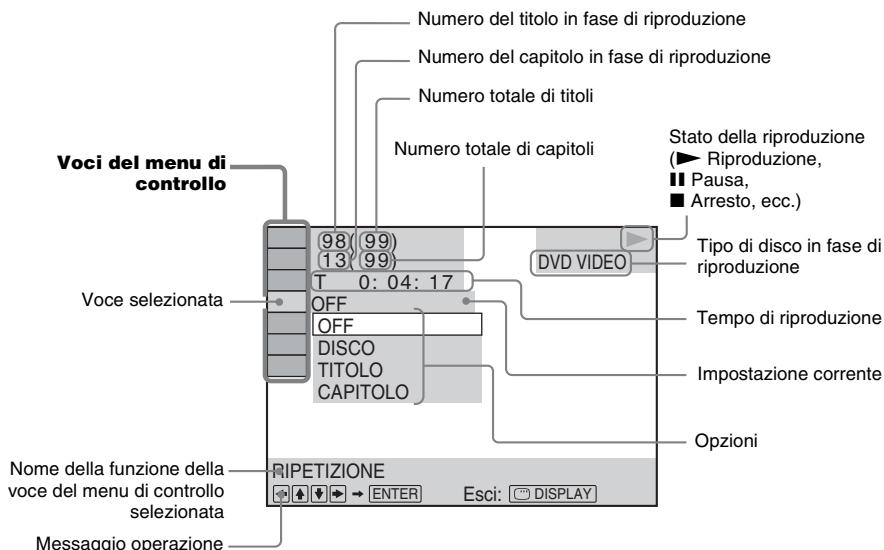 Numero del titolo in fase di riproduzione
Numero del capitolo in fase di riproduzione
Numero totale di titoli
Numero totale di capitoli
Stato della riproduzione
(► Riproduzione,
❚❚ Pausa,
■ Arresto, ecc.)
Voci del menu di
controllo
98( 99)
13( 99)
T 0: 04: 17
OFF
OFF
DISCO
TITOLO
CAPITOLO
DVD VIDEO
Tipo di disco in fase di
riproduzione
Voce selezionata
Tempo di riproduzione
Impostazione corrente
Opzioni
Nome della funzione della
voce del menu di controllo
selezionata
RIPETIZIONE
← ↑ ↓ → → ENTER Esci: DISPLAY
Messaggio operazione